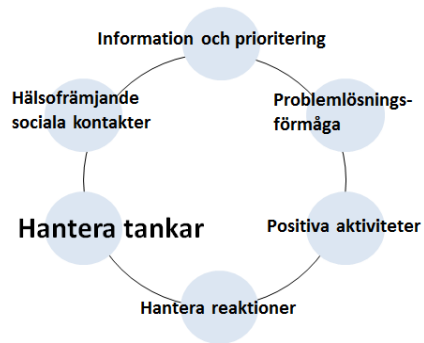 Information och prioritering
Hälsofrämjande
sociala kontakter
Problemlösnings-
förmåga
Hantera tankar
Positiva aktiviteter
Hantera reaktioner